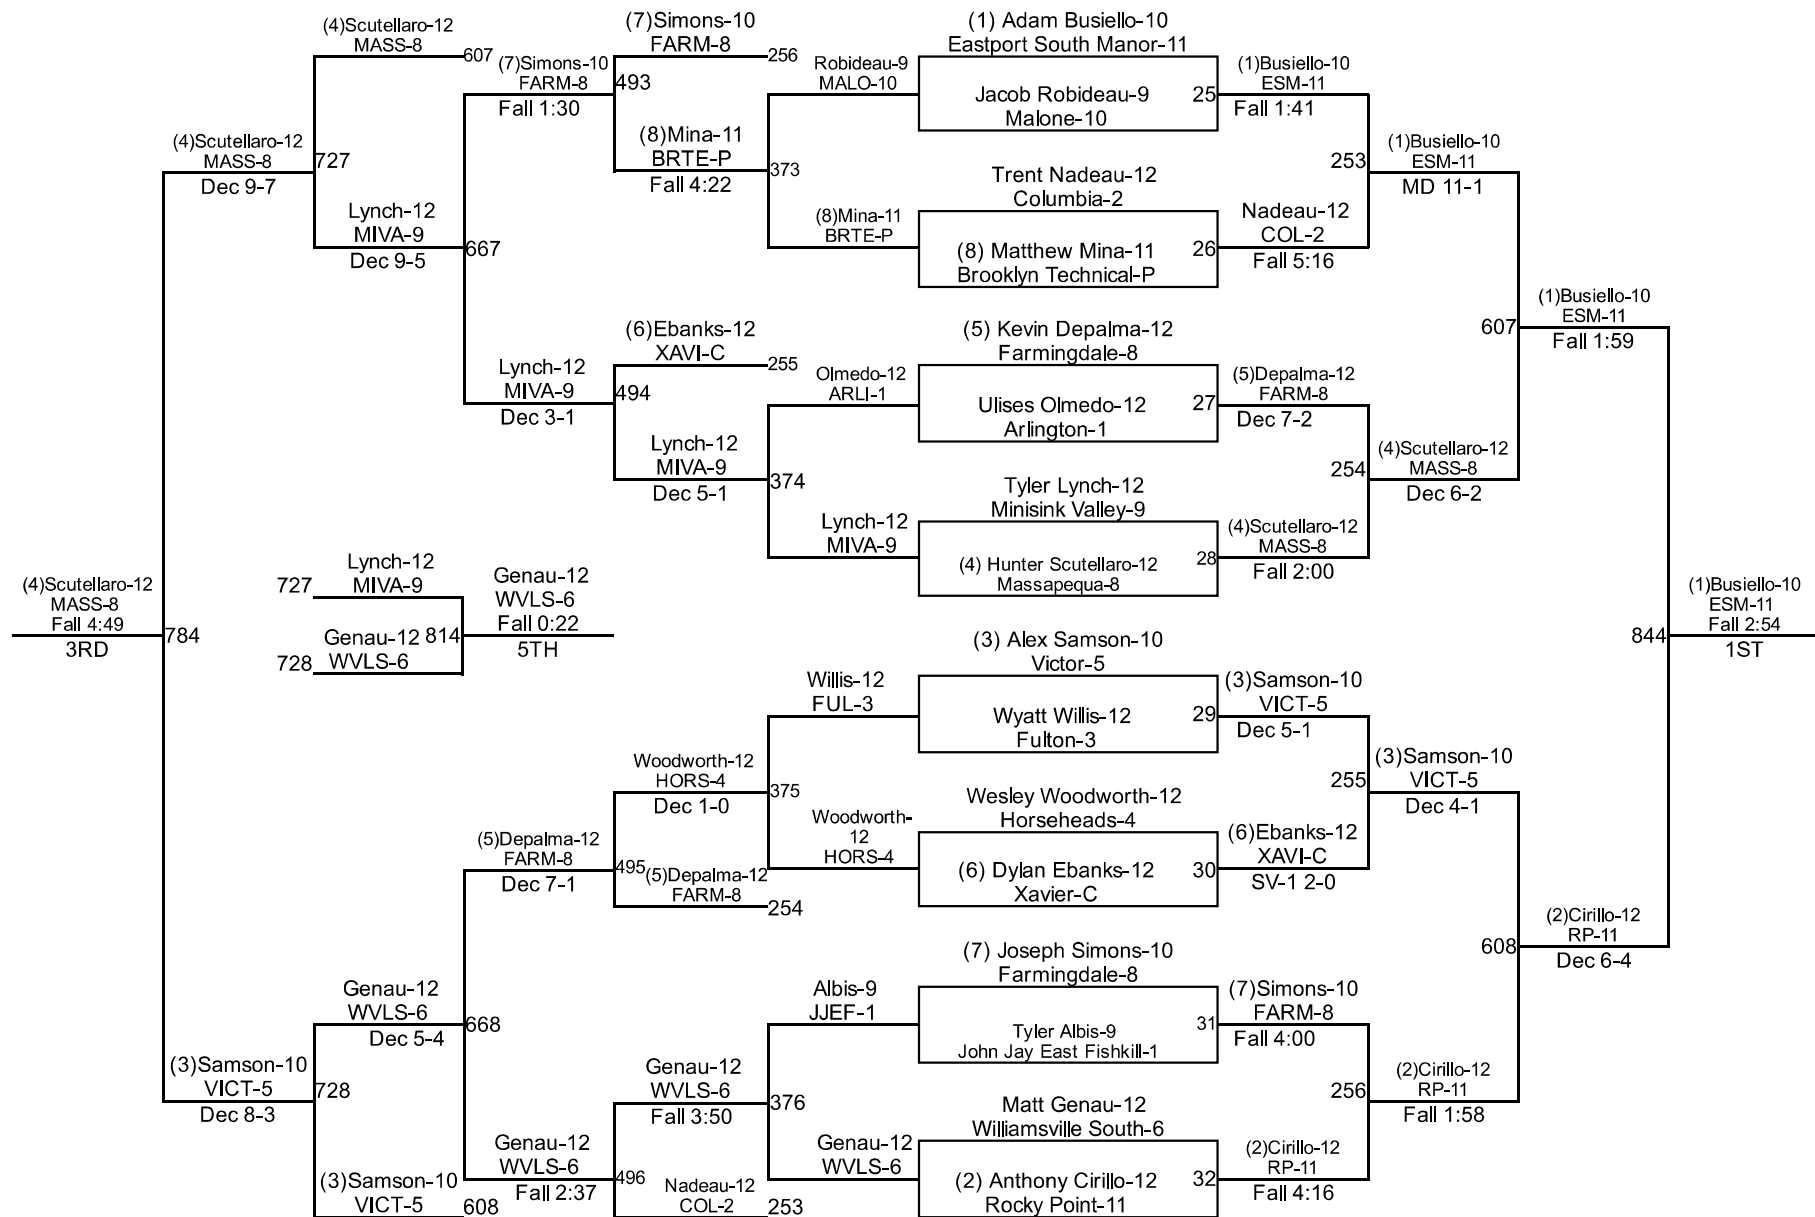 (4)Scutellaro-12
MASS-8
607
(7)Simons-10
FARM-8
Fall 1:30
(7)Simons-10
FARM-8
256
493
(8)Mina-11
BRTE-P
Fall 4:22
Robideau-9
MALO-10
373
(8)Mina-11
BRTE-P
(1) Adam Busiello-10
Eastport South Manor-11
Jacob Robideau-9
Malone-10
25
(1)Busiello-10
ESM-11
Fall 1:41
Trent Nadeau-12
Columbia-2
(8) Matthew Mina-11
Brooklyn Technical-P
26
Nadeau-12
COL-2
Fall 5:16
253
(1)Busiello-10
ESM-11
MD 11-1
(4)Scutellaro-12
MASS-8
Dec 9-7
727
Lynch-12
MIVA-9
Dec 9-5
667
Lynch-12
MIVA-9
Dec 3-1
(6)Ebanks-12
XAVI-C
255
494
Lynch-12
MIVA-9
Dec 5-1
Olmedo-12
ARLI-1
374
Lynch-12
MIVA-9
(5) Kevin Depalma-12
Farmingdale-8
Ulises Olmedo-12
Arlington-1
27
(5)Depalma-12
FARM-8
Dec 7-2
Tyler Lynch-12
Minisink Valley-9
(4) Hunter Scutellaro-12
Massapequa-8
28
(4)Scutellaro-12
MASS-8
Fall 2:00
254
(4)Scutellaro-12
MASS-8
Dec 6-2
607
(1)Busiello-10
ESM-11
Fall 1:59
(4)Scutellaro-12
MASS-8
Fall 4:49
3RD
784
727
Lynch-12
MIVA-9
728
Genau-12
WVLS-6
814
Genau-12
WVLS-6
Fall 0:22
5TH
844
(1)Busiello-10
ESM-11
Fall 2:54
1ST
Willis-12
FUL-3
(3) Alex Samson-10
Victor-5
Wyatt Willis-12
Fulton-3
29
(3)Samson-10
VICT-5
Dec 5-1
Woodworth-12
HORS-4
Dec 1-0
375
Woodworth-
12
HORS-4
Wesley Woodworth-12
Horseheads-4
(6) Dylan Ebanks-12
Xavier-C
30
(6)Ebanks-12
XAVI-C
SV-1 2-0
255
(3)Samson-10
VICT-5
Dec 4-1
(5)Depalma-12
FARM-8
Dec 7-1
495
(5)Depalma-12
FARM-8
254
608
(2)Cirillo-12
RP-11
Dec 6-4
Genau-12
WVLS-6
Dec 5-4
668
(3)Samson-10
VICT-5
Dec 8-3
728
(3)Samson-10
VICT-5
608
Genau-12
WVLS-6
Fall 2:37
Genau-12
WVLS-6
Fall 3:50
496
Nadeau-12
COL-2
253
Albis-9
JJEF-1
376
Genau-12
WVLS-6
(7) Joseph Simons-10
Farmingdale-8
Tyler Albis-9
John Jay East Fishkill-1
31
(7)Simons-10
FARM-8
Fall 4:00
Matt Genau-12
Williamsville South-6
(2) Anthony Cirillo-12
Rocky Point-11
32
(2)Cirillo-12
RP-11
Fall 4:16
256
(2)Cirillo-12
RP-11
Fall 1:58